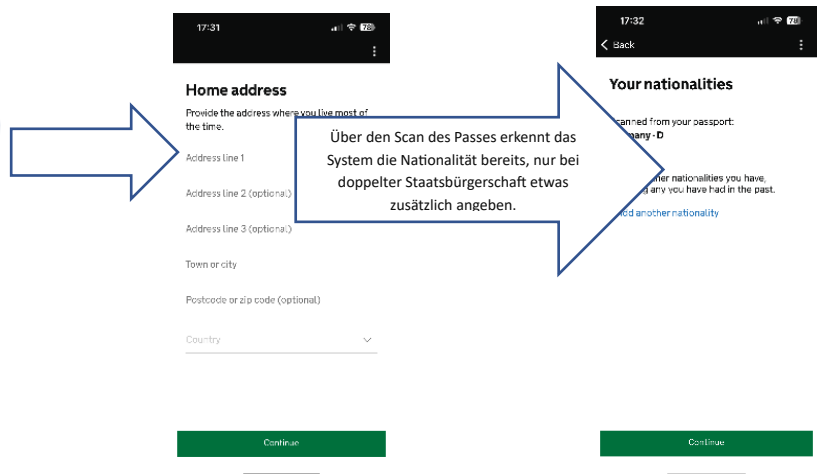 17:31
78
Home address
Provide the address where you live most of
the time.
Address line 1
Address line 2 (optional)
Address line 3 (optional)
Town or city
Postcode or zip code (optional)
Country
Continue
Über den Scan des Passes erkennt das
System die Nationalität bereits, nur bei
doppelter Staatsbürgerschaft etwas
zusätzlich angeben.
17:32
78
Back
Your nationalities
scanned from your passport:
many - D
her nationalities you have,
g any you have had in the past.
dd another nationality
Continue